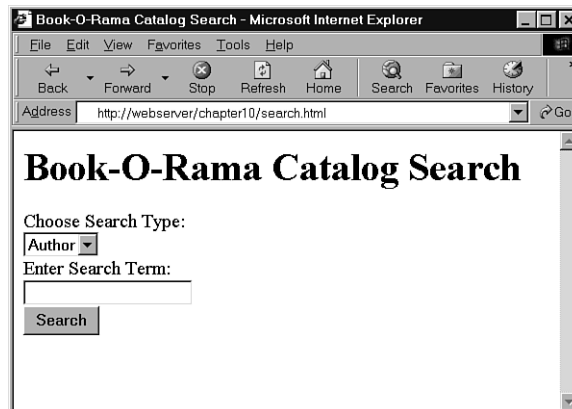 Book-O-Rama Catalog Search - Microsoft Internet Explorer
File Edit View Favorites Tools Help
Back Forward Stop Refresh Home Search Favorites History
Address http://webserver/chapter10/search.html Go
Book-O-Rama Catalog Search
Choose Search Type:
Author
Enter Search Term:
Search